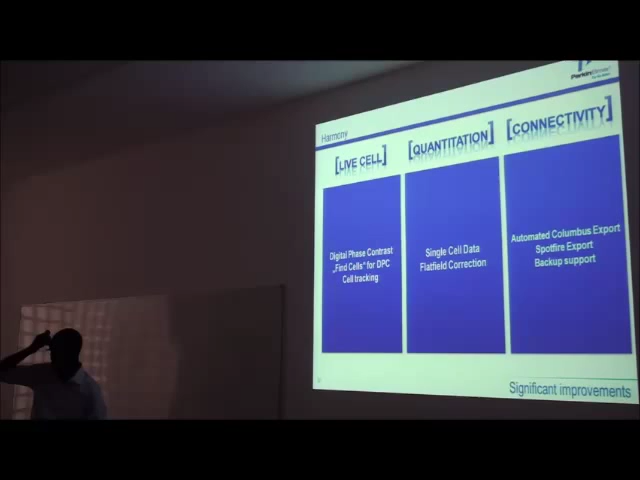 PerkinElmer
Harmony
[LIVE CELL]
[QUANTITATION]
[CONNECTIVITY]
Digital Phase Contrast
„Find Cells“ for DPC
Cell tracking
Single Cell Data
Flatfield Correction
Automated Columbus Export
Spotfire Export
Backup support
Significant improvements